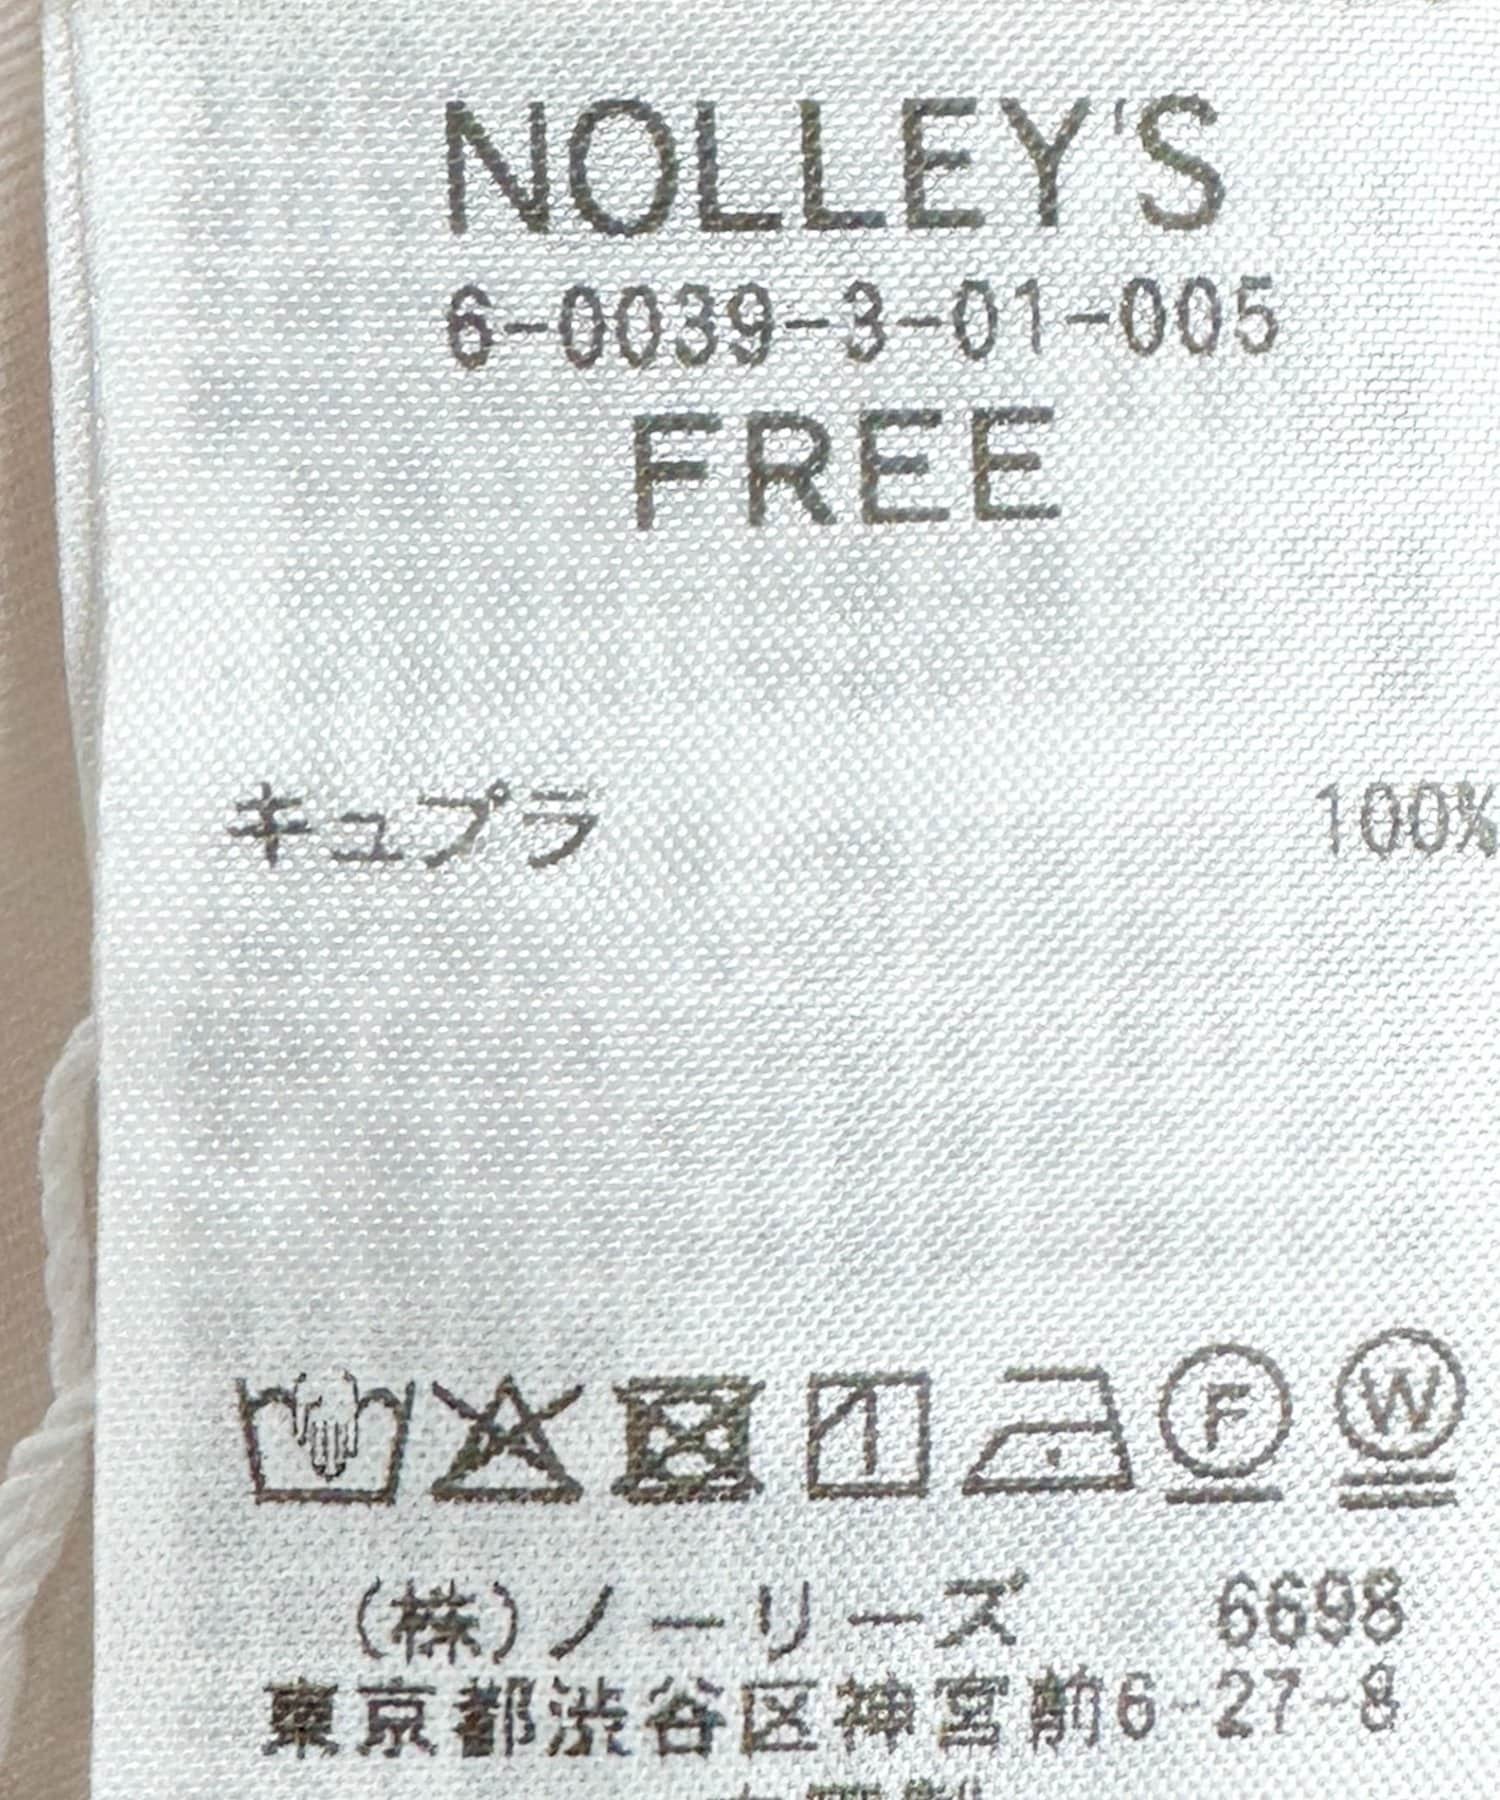 NOLLEY'S
6-0039-3-01-005
FREE
キュプラ 100%
F W
(株)ノーリーズ 6698
東京都渋谷区神宮前6-27-8